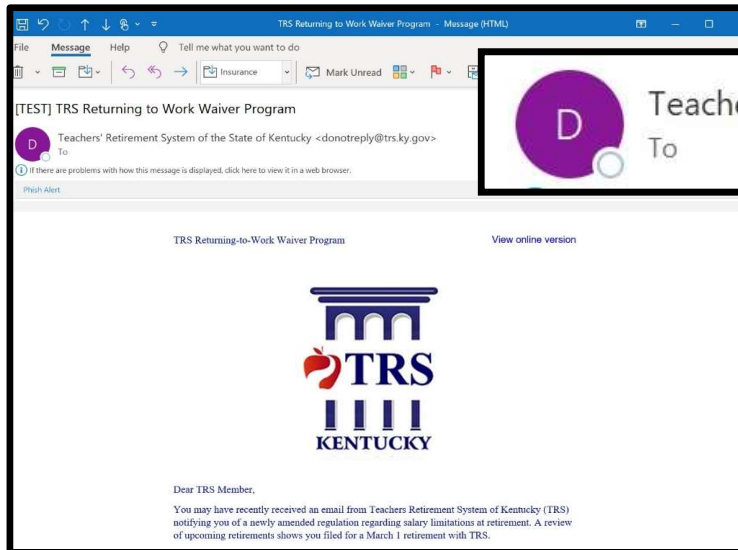 TRS Returning to Work Waiver Program - Message (HTML)
File Message Help Tell me what you want to do
Insurance Mark Unread
[TEST] TRS Returning to Work Waiver Program
D
Teachers' Retirement System of the State of Kentucky <donotreply@trs.ky.gov>
To
If there are problems with how this message is displayed, click here to view it in a web browser.
Phish Alert
D
Teache
To
TRS Returning-to-Work Waiver Program View online version
TRS
KENTUCKY
Dear TRS Member,
You may have recently received an email from Teachers Retirement System of Kentucky (TRS)
notifying you of a newly amended regulation regarding salary limitations at retirement. A review
of upcoming retirements shows you filed for a March 1 retirement with TRS.